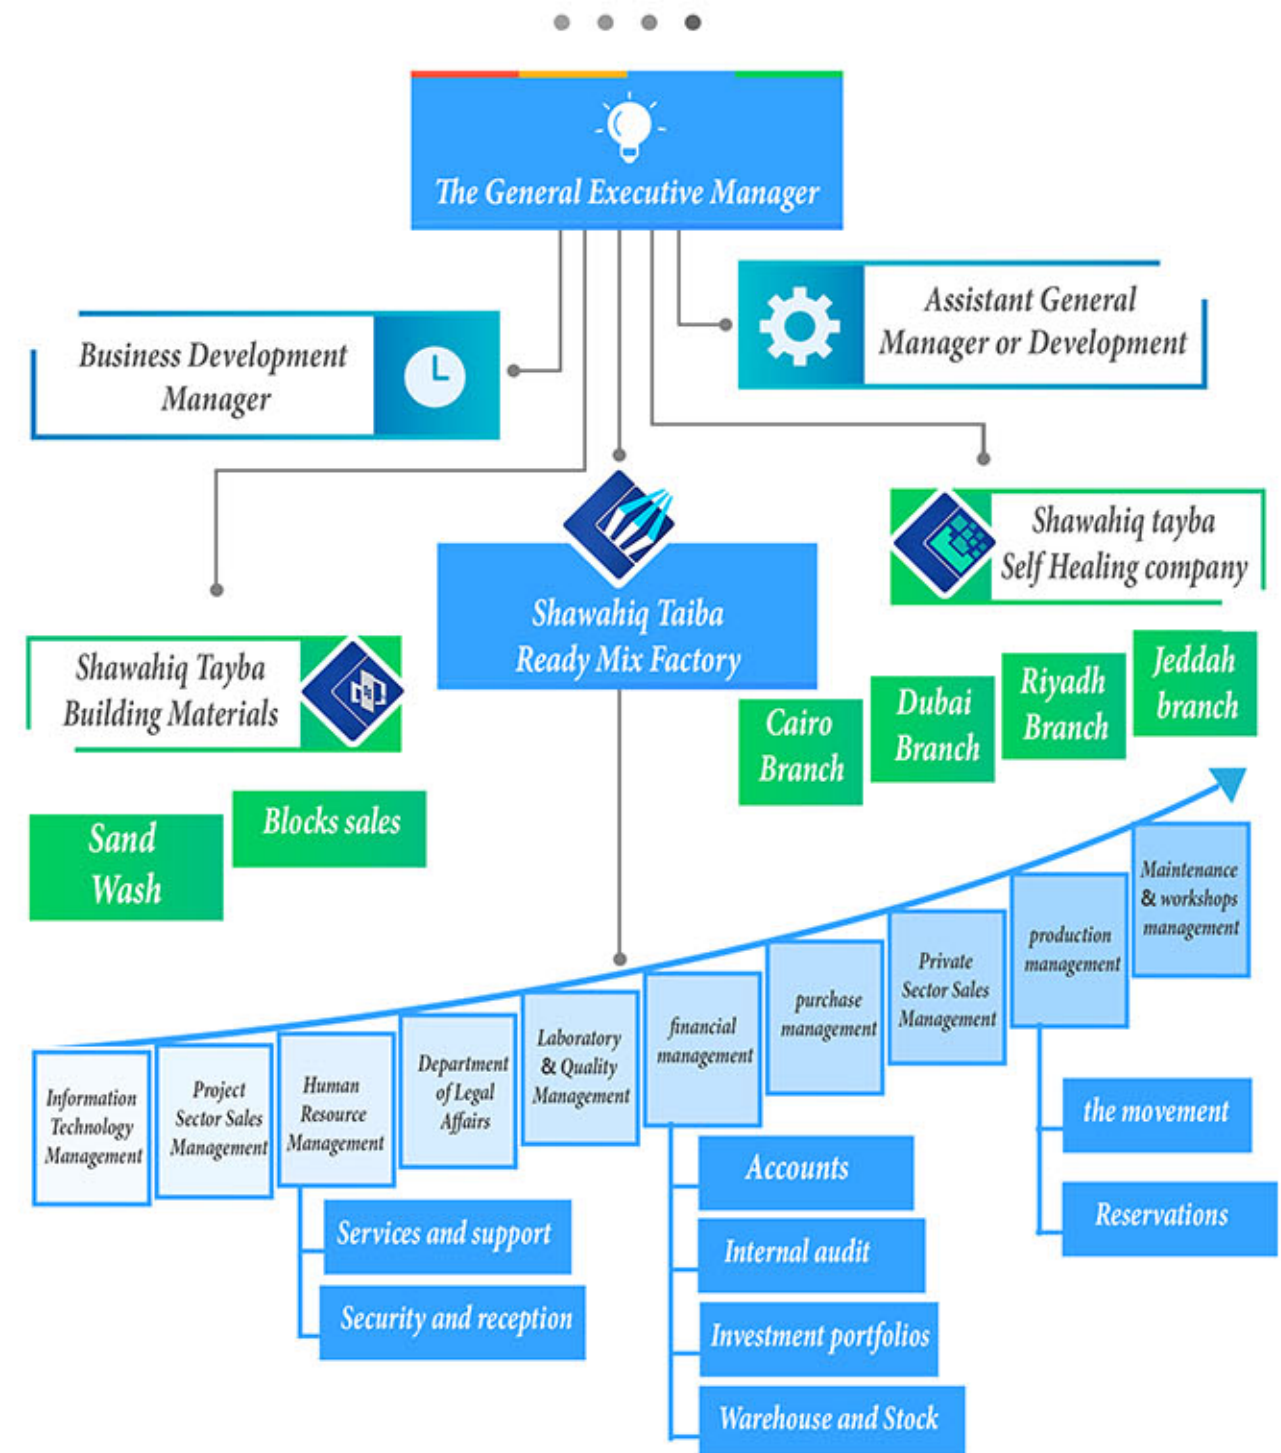 The General Executive Manager
Assistant General
Manager or Development
Business Development
Manager
Shawahiq tayba
Self Healing company
Shawahiq Taiba
Ready Mix Factory
Shawahiq Tayba
Building Materials
Jeddah
branch
Riyadh
Branch
Dubai
Branch
Cairo
Branch
Blocks sales
Sand
Wash
Information
Technology
Management
Project
Sector Sales
Management
Human
Resource
Management
Department
of Legal
Affairs
Laboratory
& Quality
Management
financial
management
purchase
management
Private
Sector Sales
Management
production
management
Maintenance
& workshops
management
Services and support
Security and reception
Accounts
Internal audit
Investment portfolios
Warehouse and Stock
the movement
Reservations